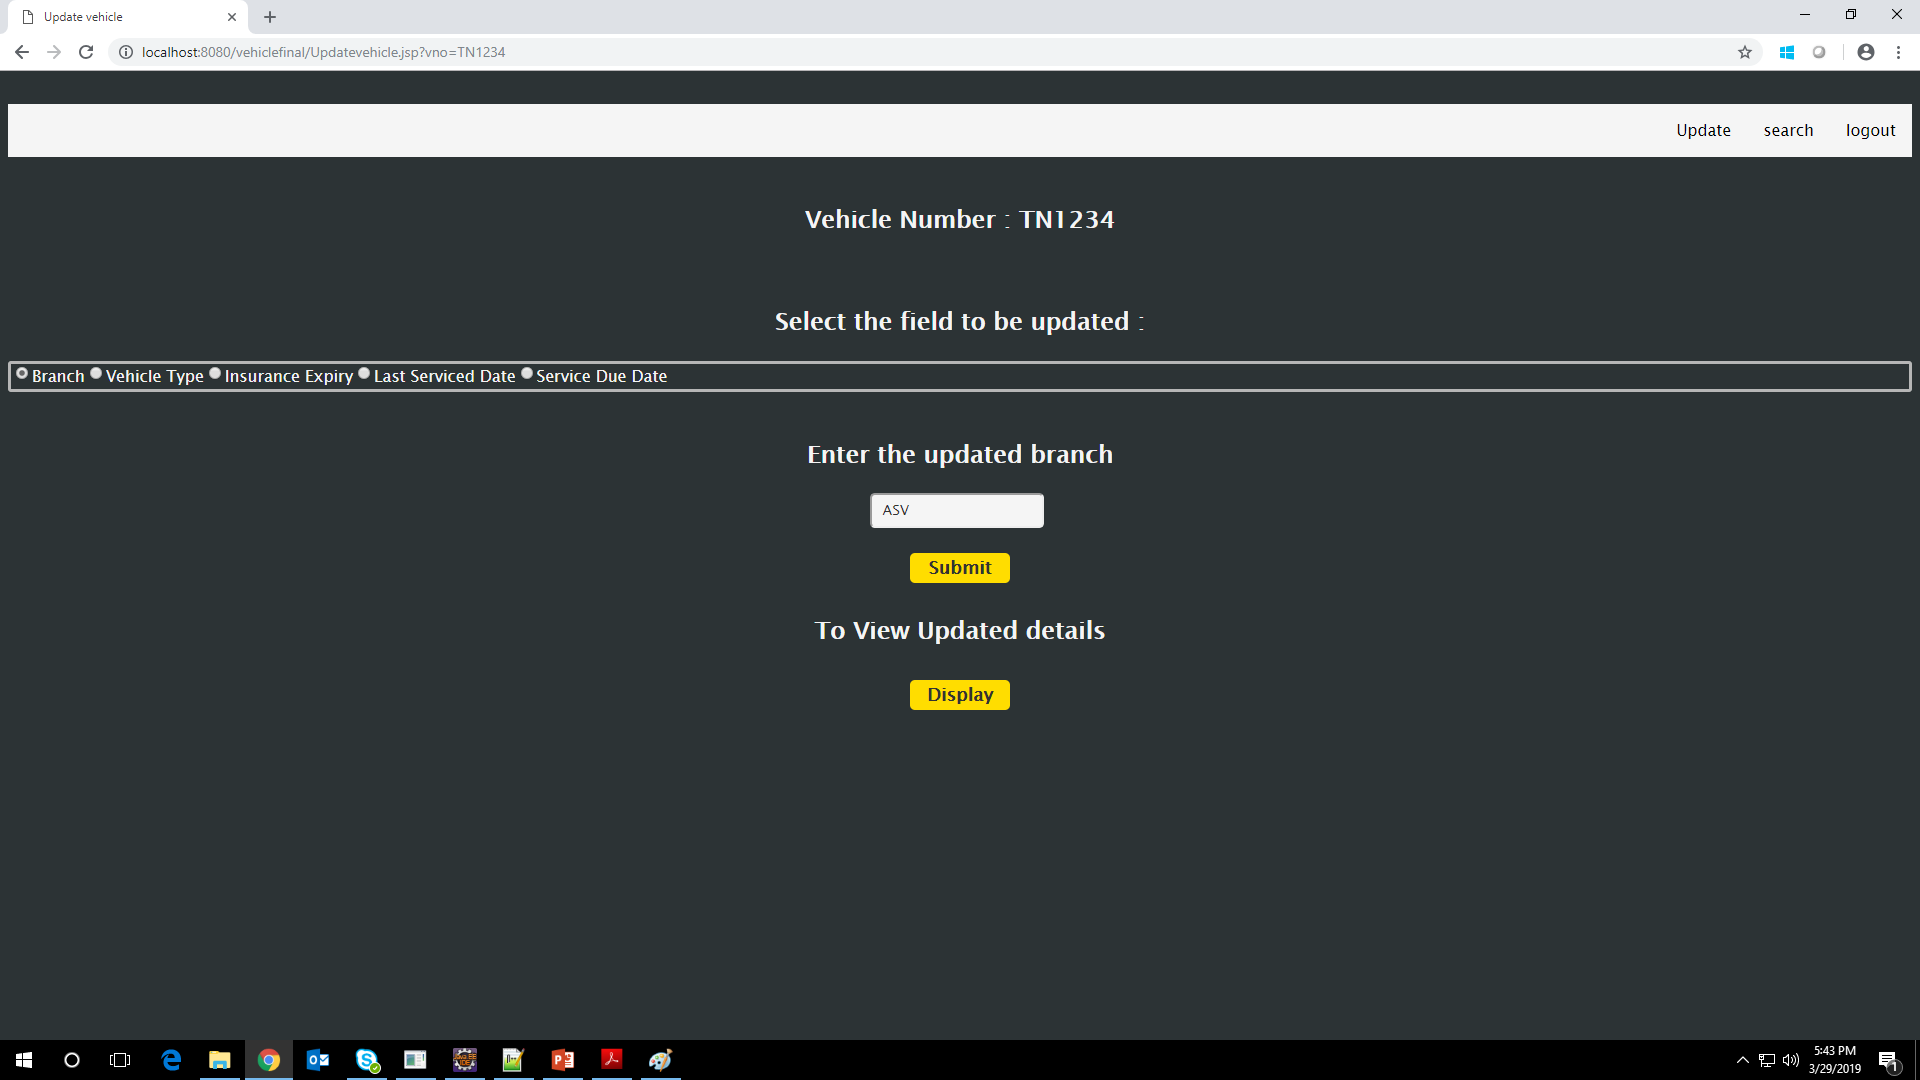 Update vehicle
localhost:8080/vehiclefinal/Updatevehicle.jsp?vno=TN1234
Update search logout
Vehicle Number : TN1234
Select the field to be updated :
Branch Vehicle Type Insurance Expiry Last Serviced Date Service Due Date
Enter the updated branch
ASV
Submit
To View Updated details
Display
5:43 PM
3/29/2019
1